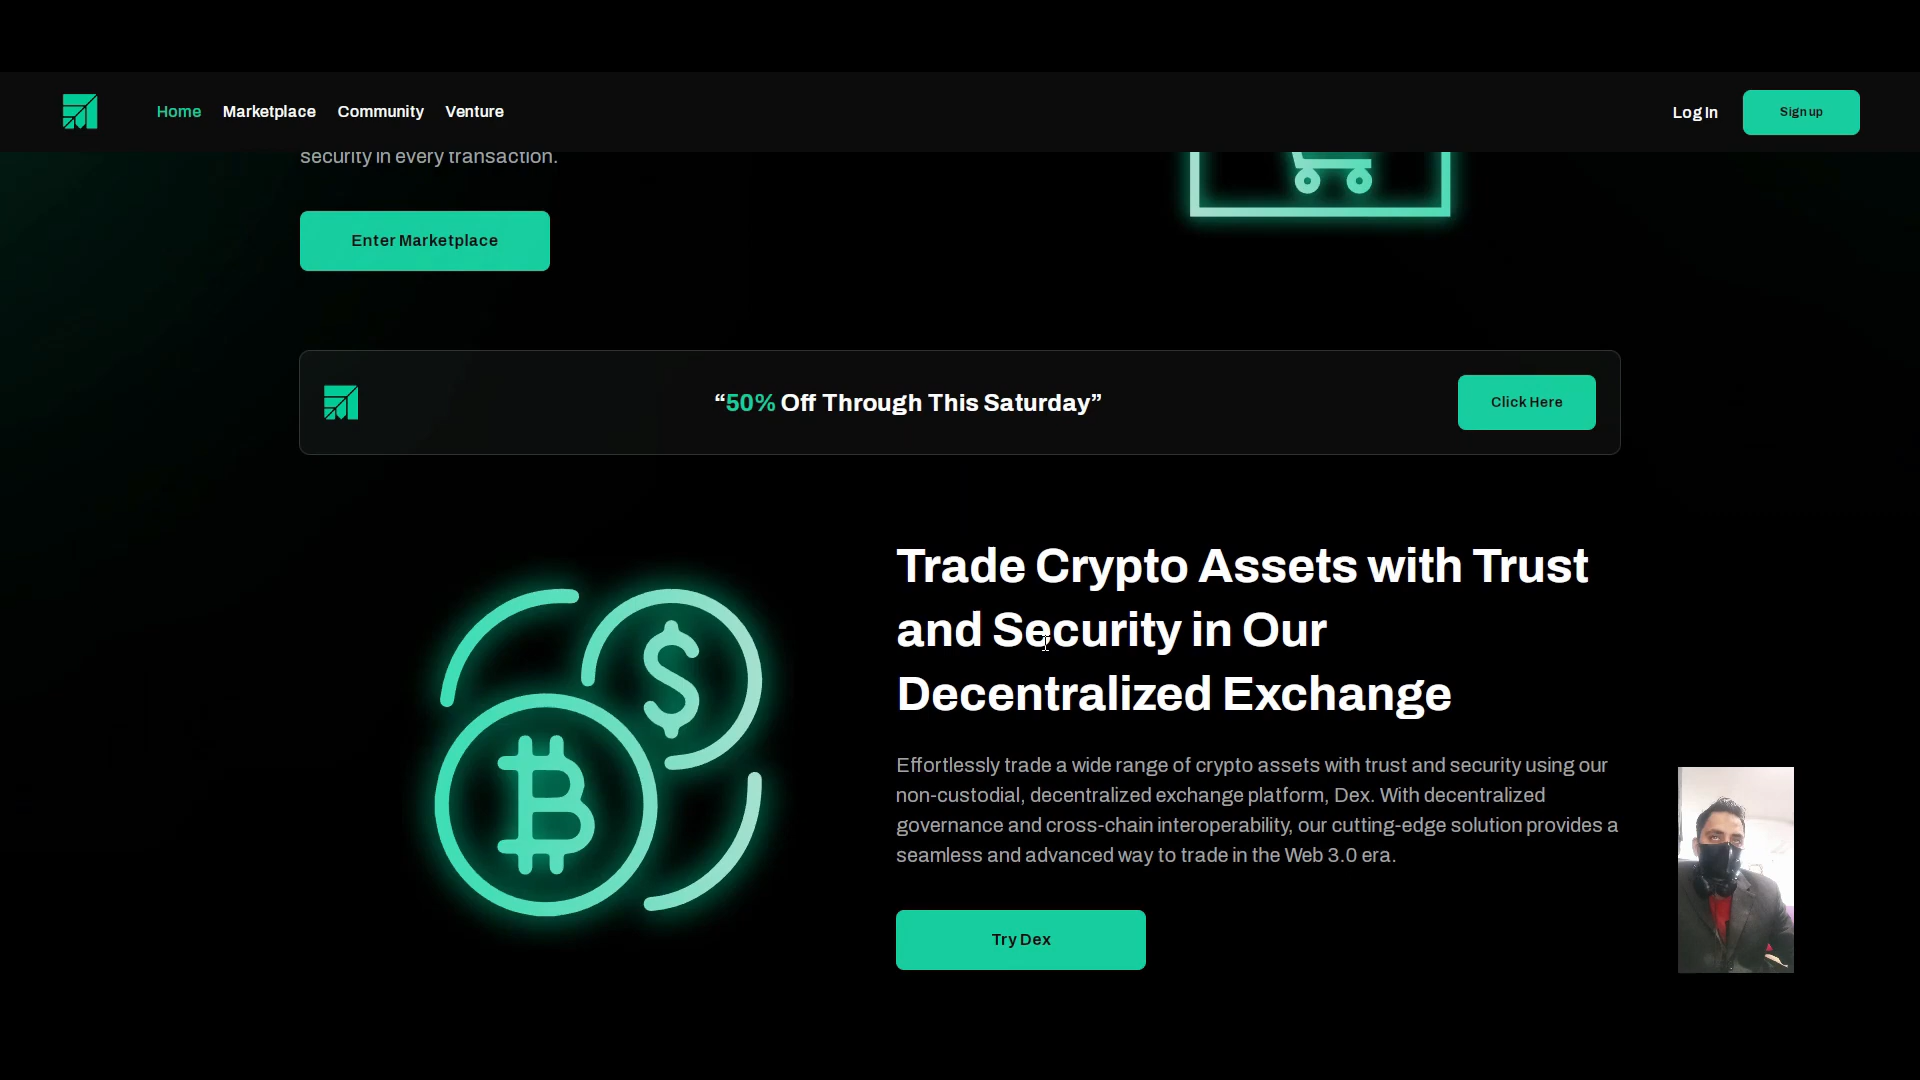 Home Marketplace Community Venture Log In Sign up
security in every transaction.
Enter Marketplace
“50% Off Through This Saturday”
Click Here
Trade Crypto Assets with Trust
and Security in Our
Decentralized Exchange
Effortlessly trade a wide range of crypto assets with trust and security using our
non-custodial, decentralized exchange platform, Dex. With decentralized
governance and cross-chain interoperability, our cutting-edge solution provides a
seamless and advanced way to trade in the Web 3.0 era.
Try Dex